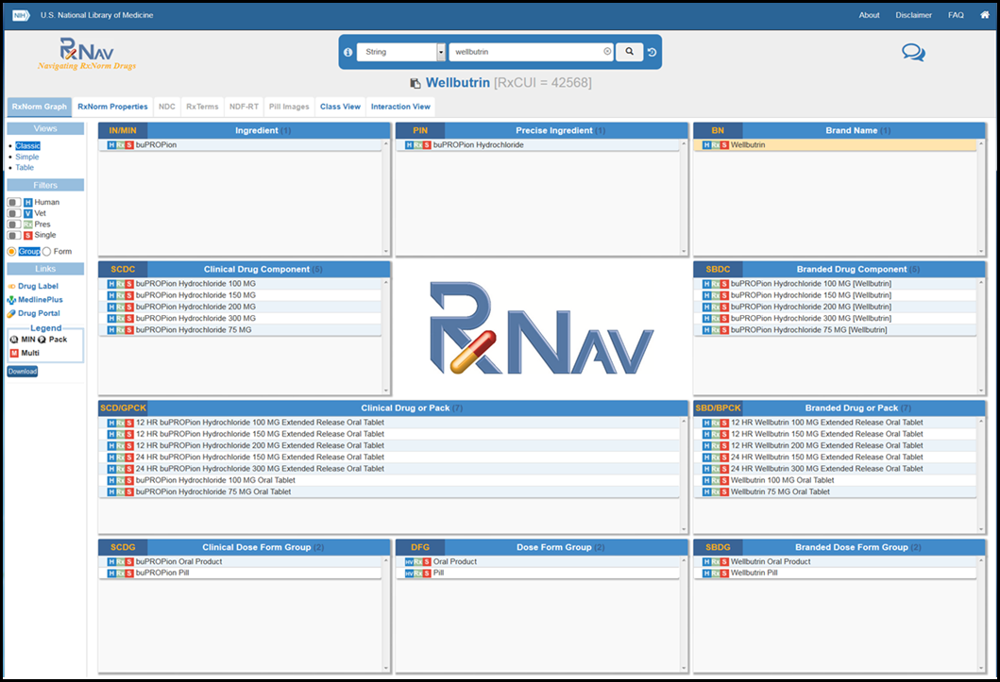 NIH U.S. National Library of Medicine About Disclaimer FAQ
RxNav
Navigating RxNorm Drugs
String wellbutrin
Wellbutrin [RxCUI = 42568]
RxNorm Graph RxNorm Properties NDC RxTerms NDF-RT Pill Images Class View Interaction View
Views
Classic
Simple
Table
Filters
H Human
V Vet
Rx Pres
S Single
Group Form
Links
Drug Label
MedlinePlus
Drug Portal
Legend
MIN Pack
M Multi
Download
IN/MIN Ingredient (1)
H Rx S buPROPion
PIN Precise Ingredient (1)
H Rx S buPROPion Hydrochloride
BN Brand Name (1)
H Rx S Wellbutrin
SCDC Clinical Drug Component (5)
H Rx S buPROPion Hydrochloride 100 MG
H Rx S buPROPion Hydrochloride 150 MG
H Rx S buPROPion Hydrochloride 200 MG
H Rx S buPROPion Hydrochloride 300 MG
H Rx S buPROPion Hydrochloride 75 MG
RxNav
SBDC Branded Drug Component (5)
H Rx S buPROPion Hydrochloride 100 MG [Wellbutrin]
H Rx S buPROPion Hydrochloride 150 MG [Wellbutrin]
H Rx S buPROPion Hydrochloride 200 MG [Wellbutrin]
H Rx S buPROPion Hydrochloride 300 MG [Wellbutrin]
H Rx S buPROPion Hydrochloride 75 MG [Wellbutrin]
SCD/GPCK Clinical Drug or Pack (7)
H Rx S 12 HR buPROPion Hydrochloride 100 MG Extended Release Oral Tablet
H Rx S 12 HR buPROPion Hydrochloride 150 MG Extended Release Oral Tablet
H Rx S 12 HR buPROPion Hydrochloride 200 MG Extended Release Oral Tablet
H Rx S 24 HR buPROPion Hydrochloride 150 MG Extended Release Oral Tablet
H Rx S 24 HR buPROPion Hydrochloride 300 MG Extended Release Oral Tablet
H Rx S buPROPion Hydrochloride 100 MG Oral Tablet
H Rx S buPROPion Hydrochloride 75 MG Oral Tablet
SBD/BPCK Branded Drug or Pack (7)
H Rx S 12 HR Wellbutrin 100 MG Extended Release Oral Tablet
H Rx S 12 HR Wellbutrin 150 MG Extended Release Oral Tablet
H Rx S 12 HR Wellbutrin 200 MG Extended Release Oral Tablet
H Rx S 24 HR Wellbutrin 150 MG Extended Release Oral Tablet
H Rx S 24 HR Wellbutrin 300 MG Extended Release Oral Tablet
H Rx S Wellbutrin 100 MG Oral Tablet
H Rx S Wellbutrin 75 MG Oral Tablet
SCDG Clinical Dose Form Group (2)
H Rx S buPROPion Oral Product
H Rx S buPROPion Pill
DFG Dose Form Group (2)
HV Rx S Oral Product
HV Rx S Pill
SBDG Branded Dose Form Group (2)
H Rx S Wellbutrin Oral Product
H Rx S Wellbutrin Pill